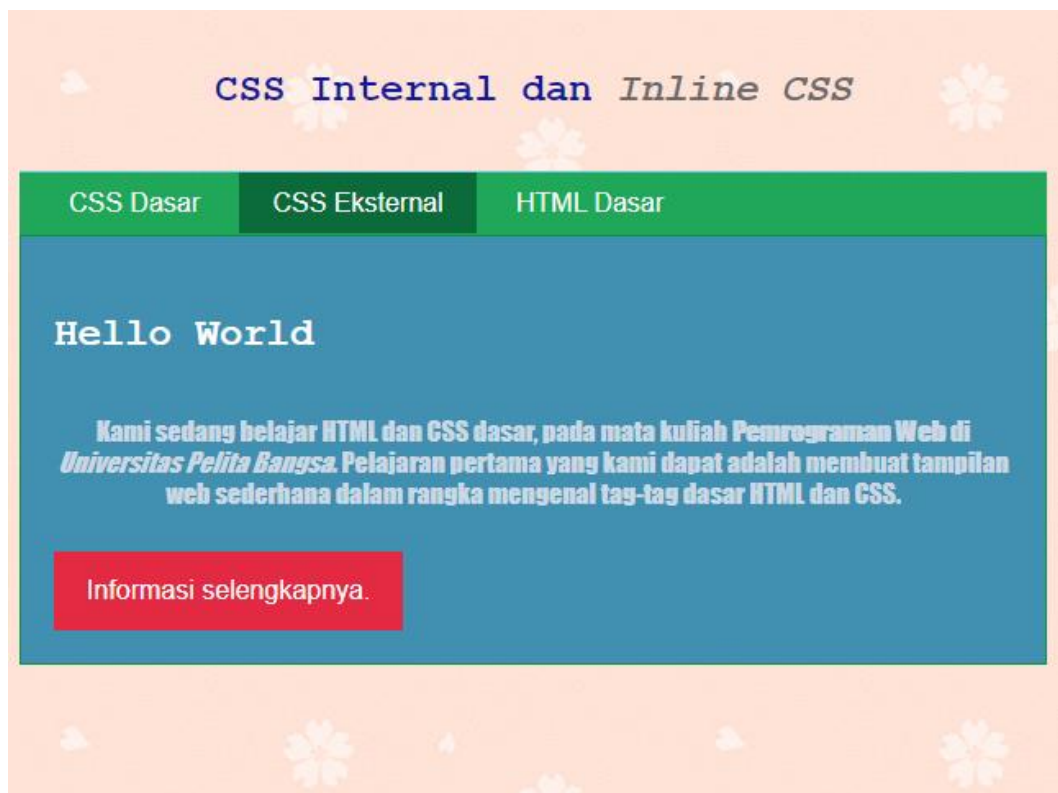 CSS Internal dan Inline CSS
CSS Dasar CSS Eksternal HTML Dasar
Hello World
Kami sedang belajar HTML dan CSS dasar, pada mata kuliah Pemrograman Web di
Universitas Pelita Bangsa. Pelajaran pertama yang kami dapat adalah membuat tampilan
web sederhana dalam rangka mengenal tag-tag dasar HTML dan CSS.
Informasi selengkapnya.